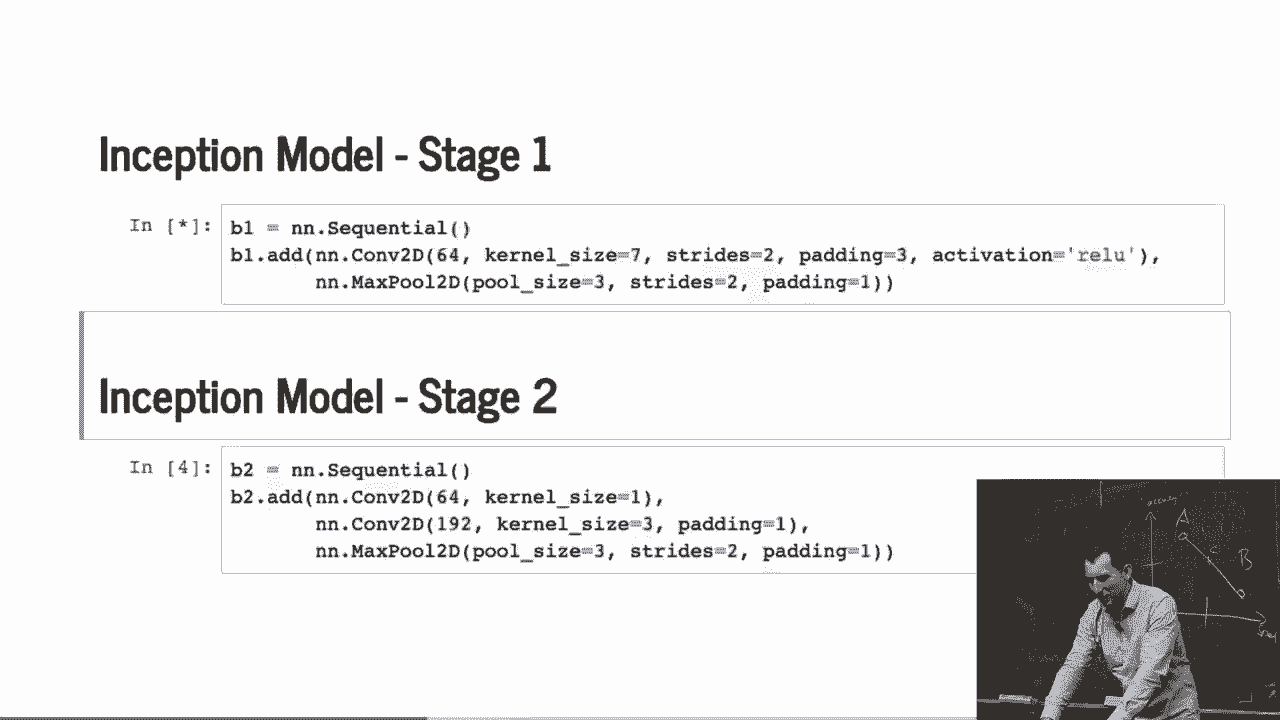 Inception Model - Stage 1
In [*]:
b1 = nn.Sequential()
b1.add(nn.Conv2D(64, kernel_size=7, strides=2, padding=3, activation='relu'),
nn.MaxPool2D(pool_size=3, strides=2, padding=1))
Inception Model - Stage 2
In [4]:
b2 = nn.Sequential()
b2.add(nn.Conv2D(64, kernel_size=1),
nn.Conv2D(192, kernel_size=3, padding=1),
nn.MaxPool2D(pool_size=3, strides=2, padding=1))
A
C
B